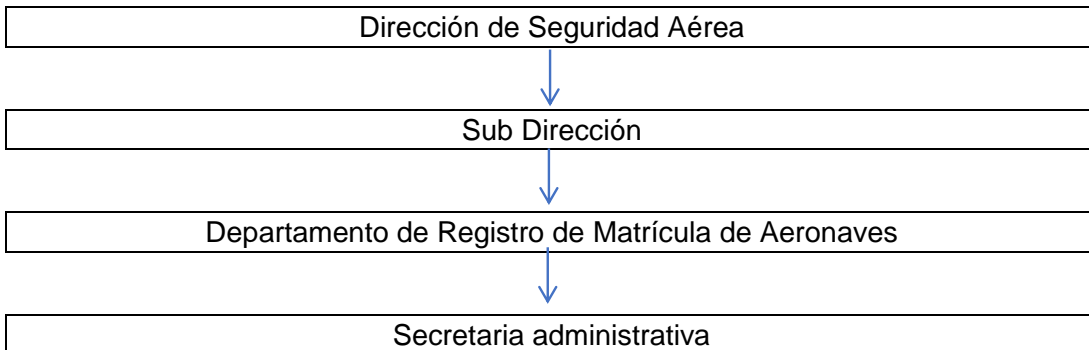 Dirección de Seguridad Aérea
Sub Dirección
Departamento de Registro de Matrícula de Aeronaves
Secretaria administrativa